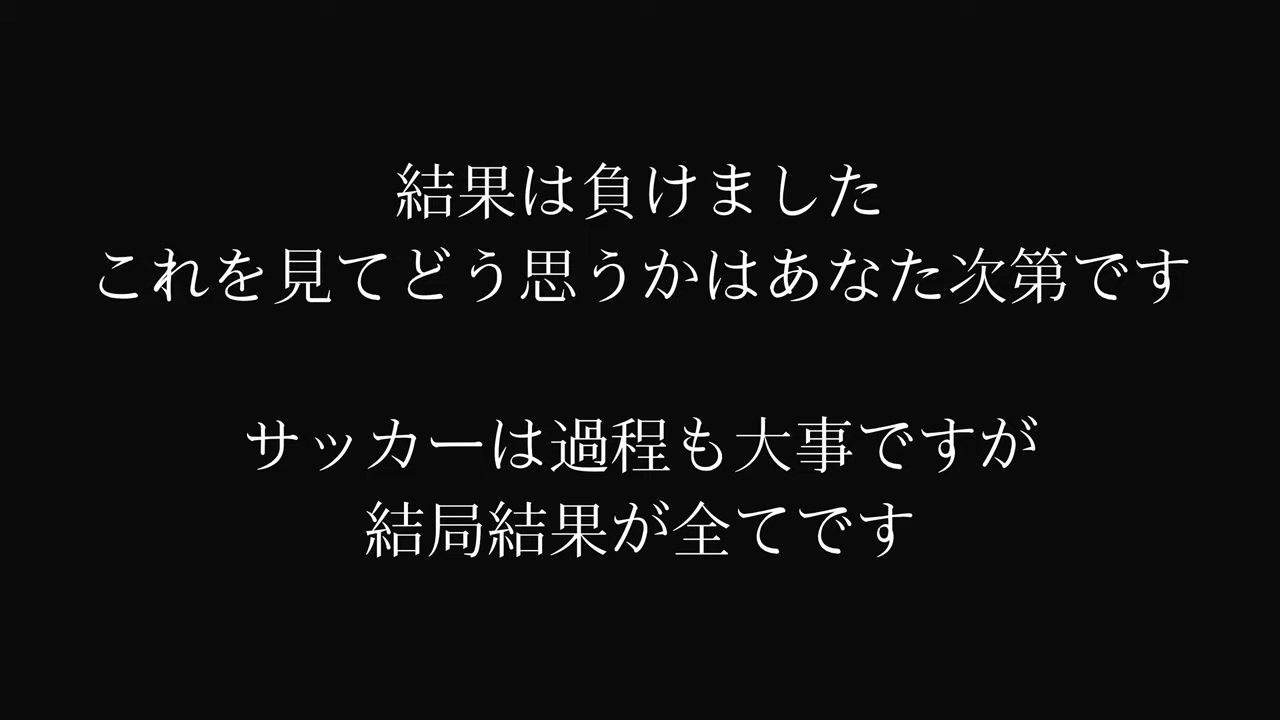 結果は負けました
これを見てどう思うかはあなた次第です
サッカーは過程も大事ですが
結局結果が全てです